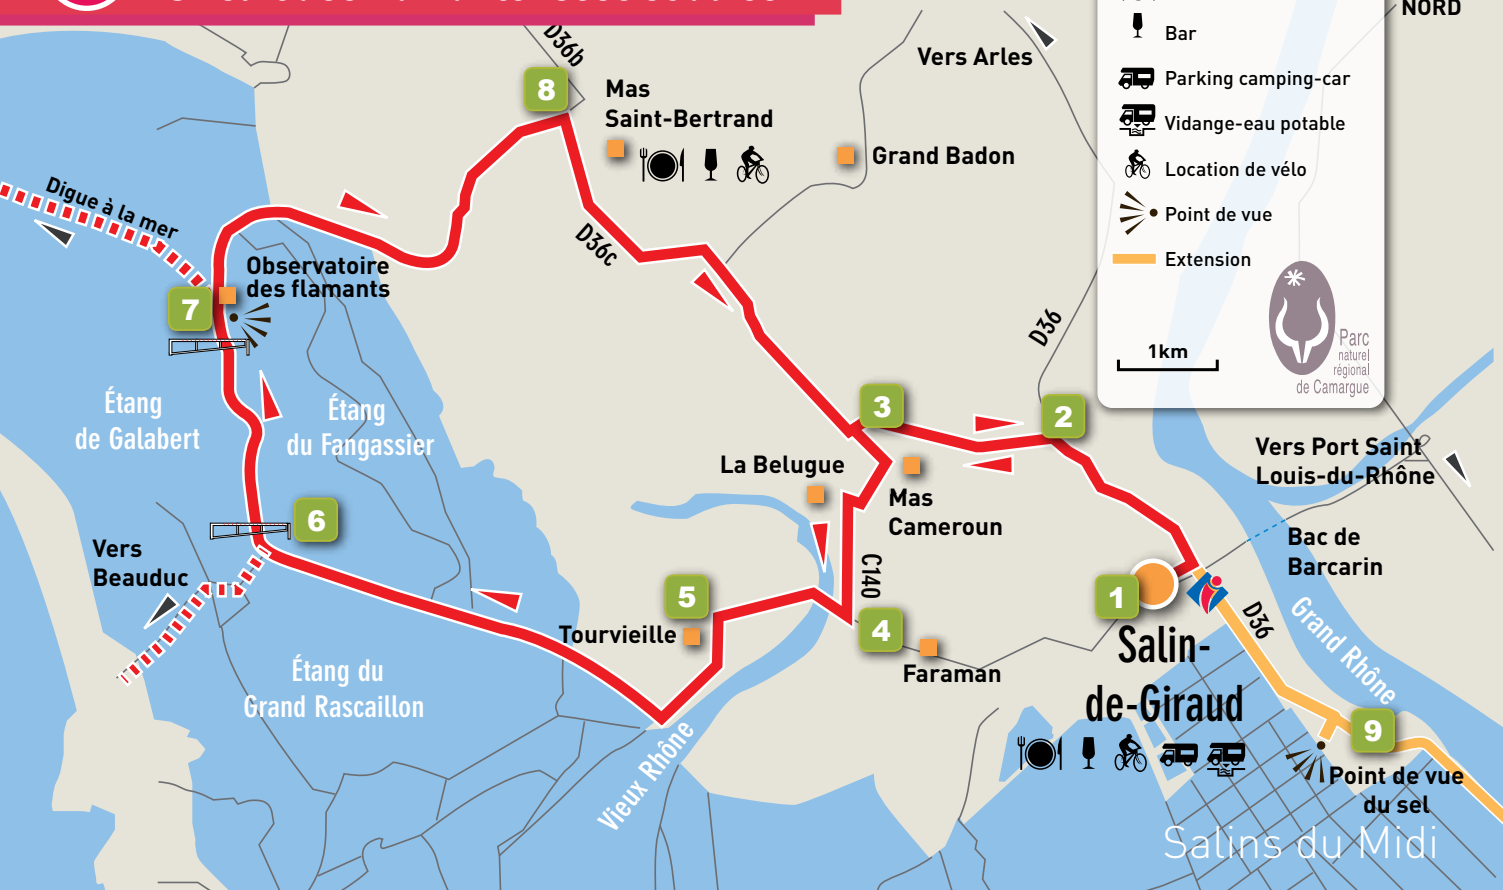 NORD
D36b
Vers Arles
Bar
Parking camping-car
Vidange-eau potable
Location de vélo
Point de vue
Extension
1km
Parc
naturel
régional
de Camargue
8
Mas
Saint-Bertrand
Grand Badon
Digue à la mer
D36c
Observatoire
des flamants
7
D36
Étang
de Galabert
Étang
du Fangassier
3
2
La Belugue
Mas
Cameroun
Vers Port Saint
Louis-du-Rhône
6
Vers
Beauduc
Bac de
Barcarin
C140
5
4
1
Tourvieille
Faraman
Salin-
de-Giraud
D36
Grand Rhône
Étang du
Grand Rascaillon
Vieux Rhône
9
Point de vue
du sel
Salins du Midi